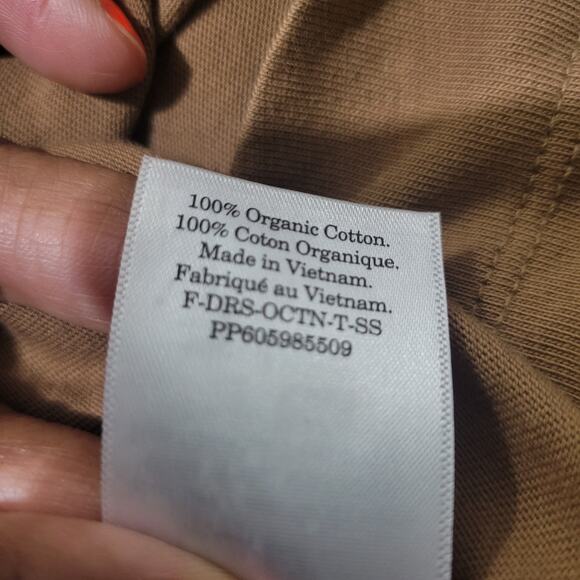 100% Organic Cotton.
100% Coton Organique.
Made in Vietnam.
Fabriqué au Vietnam.
F-DRS-OCTN-T-SS
PP605985509